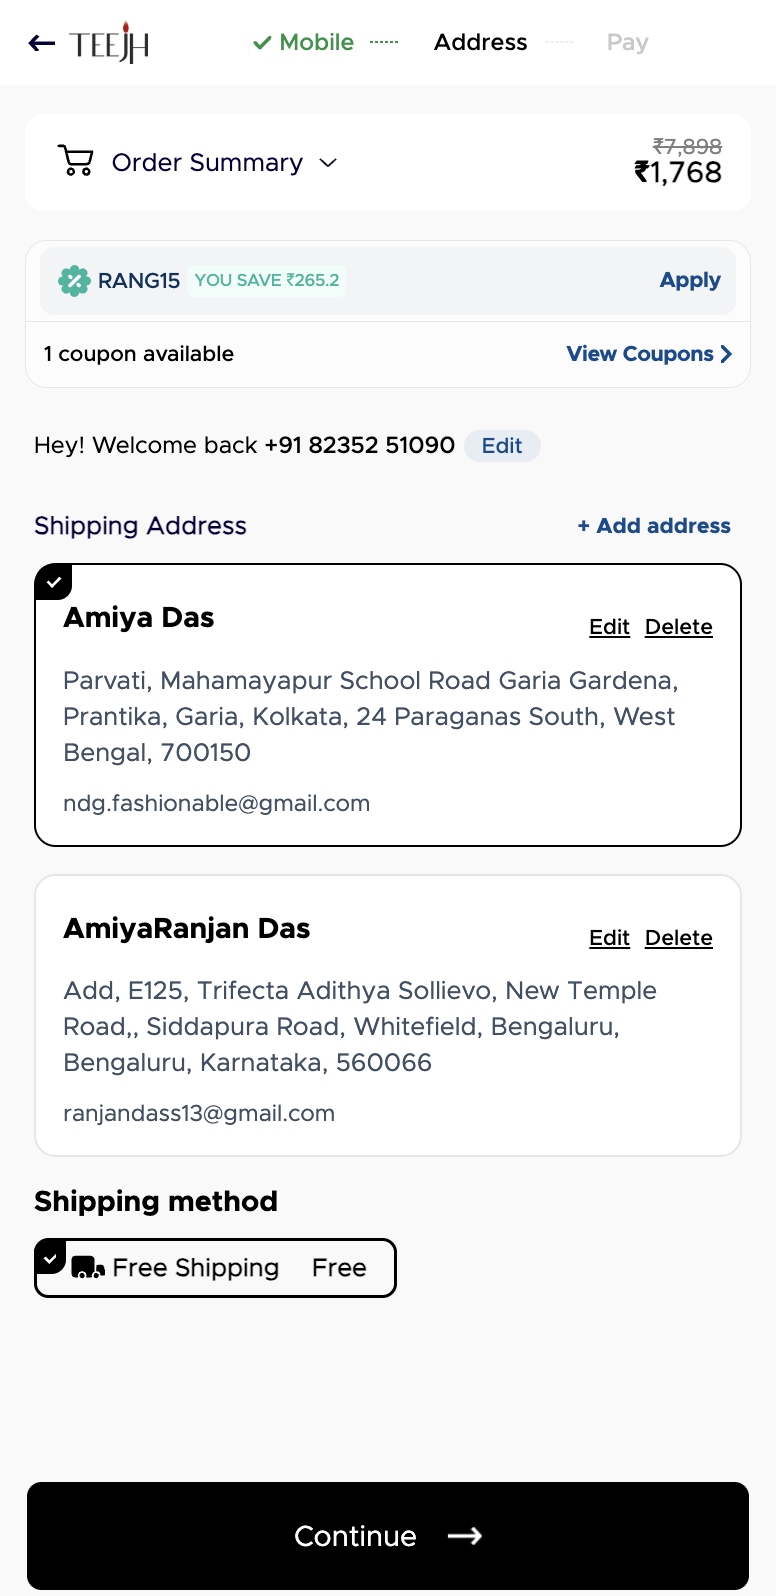 TEEJH
Mobile
Address
Pay
Order Summary
₹7,898
₹1,768
RANG15 YOU SAVE ₹265.2 Apply
1 coupon available View Coupons
Hey! Welcome back +91 82352 51090 Edit
Shipping Address + Add address
Amiya Das
Edit Delete
Parvati, Mahamayapur School Road Garia Gardena,
Prantika, Garia, Kolkata, 24 Paraganas South, West
Bengal, 700150
ndg.fashionable@gmail.com
AmiyaRanjan Das
Edit Delete
Add, E125, Trifecta Adithya Sollievo, New Temple
Road,, Siddapura Road, Whitefield, Bengaluru,
Bengaluru, Karnataka, 560066
ranjandass13@gmail.com
Shipping method
Free Shipping Free
Continue